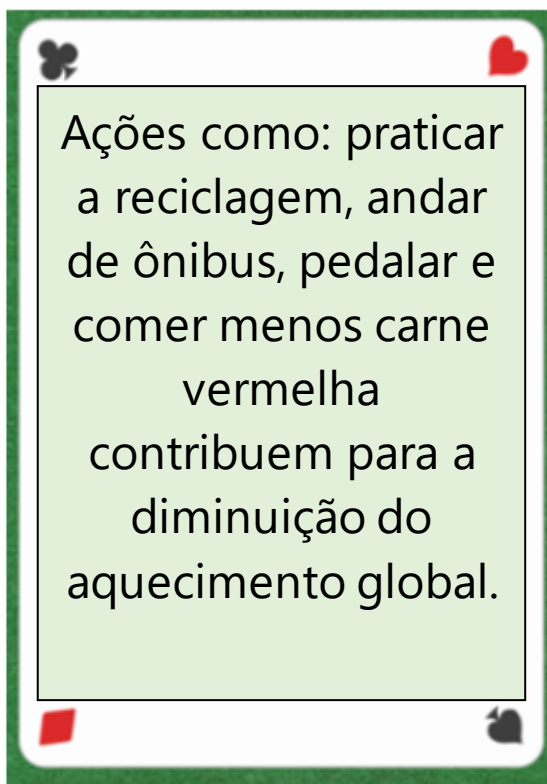 Ações como: praticar
a reciclagem, andar
de ônibus, pedalar e
comer menos carne
vermelha
contribuem para a
diminuição do
aquecimento global.